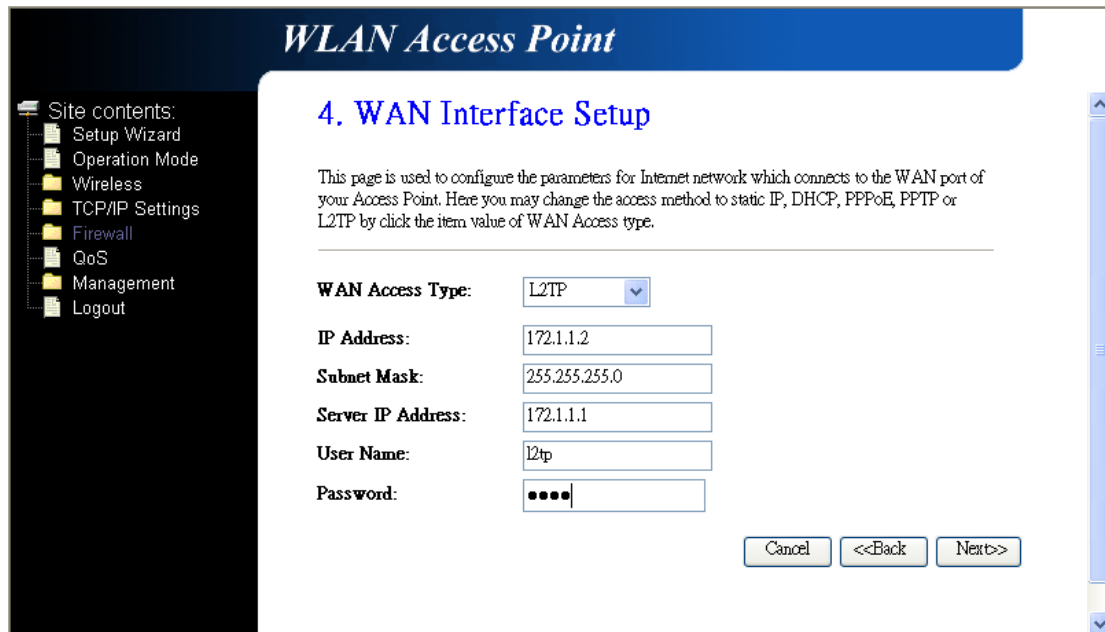 WLAN Access Point
Site contents:
Setup Wizard
Operation Mode
Wireless
TCP/IP Settings
Firewall
QoS
Management
Logout
4. WAN Interface Setup
This page is used to configure the parameters for Internet network which connects to the WAN port of
your Access Point. Here you may change the access method to static IP, DHCP, PPPoE, PPTP or
L2TP by click the item value of WAN Access type.
WAN Access Type: L2TP
IP Address: 172.1.1.2
Subnet Mask: 255.255.255.0
Server IP Address: 172.1.1.1
User Name: l2tp
Password: ●●●●
Cancel <<Back Next>>